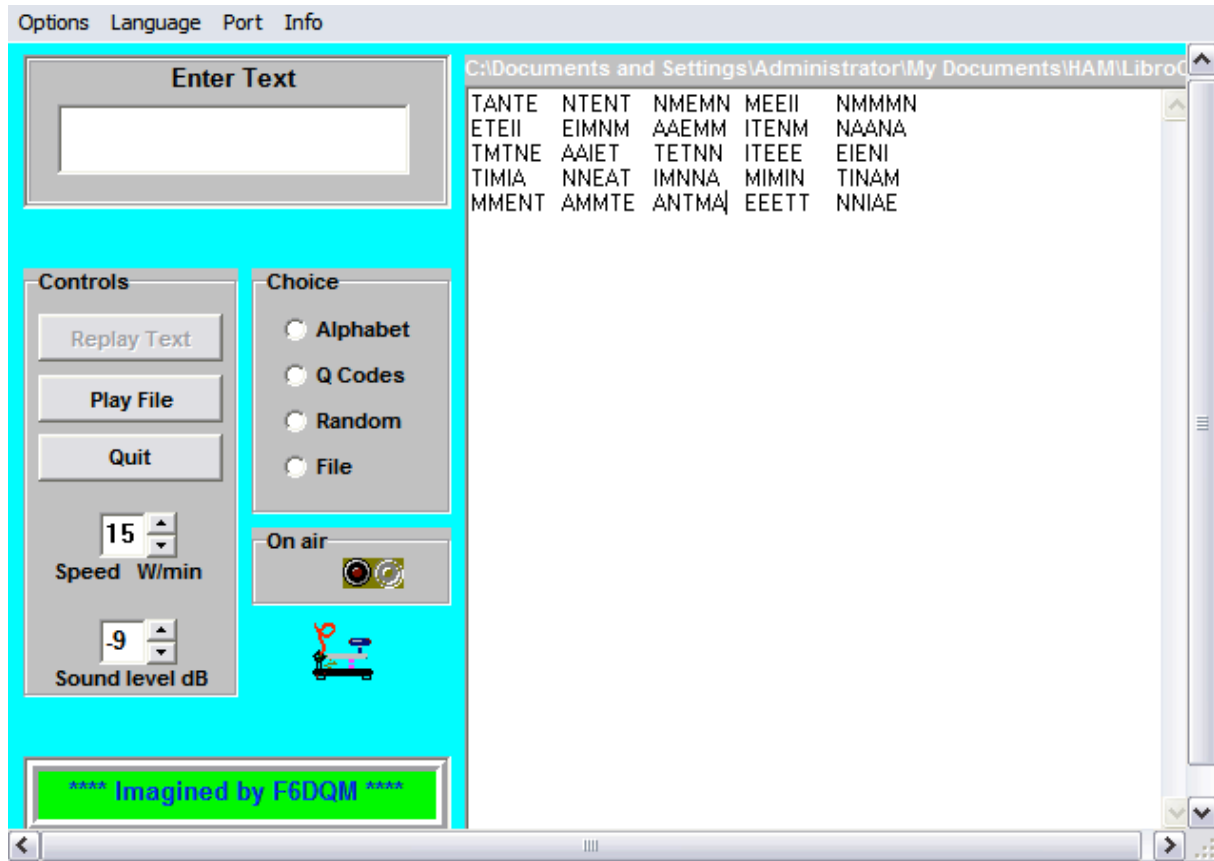 Options Language Port Info
Enter Text
C:\Documents and Settings\Administrator\My Documents\HAM\Libro
TANTE NTENT NMEMN MEEII NMMMN
ETEII EIMNM AAEMM ITENM NAANA
TMTNE AAIET TETNN ITEEE EIENI
TIMIA NNEAT IMNNA MIMIN TINAM
MMENT AMMTE ANTMA EEETT NNIAE
Controls
Replay Text
Play File
Quit
15
Speed W/min
-9
Sound level dB
Choice
Alphabet
Q Codes
Random
File
On air
**** Imagined by F6DQM ****